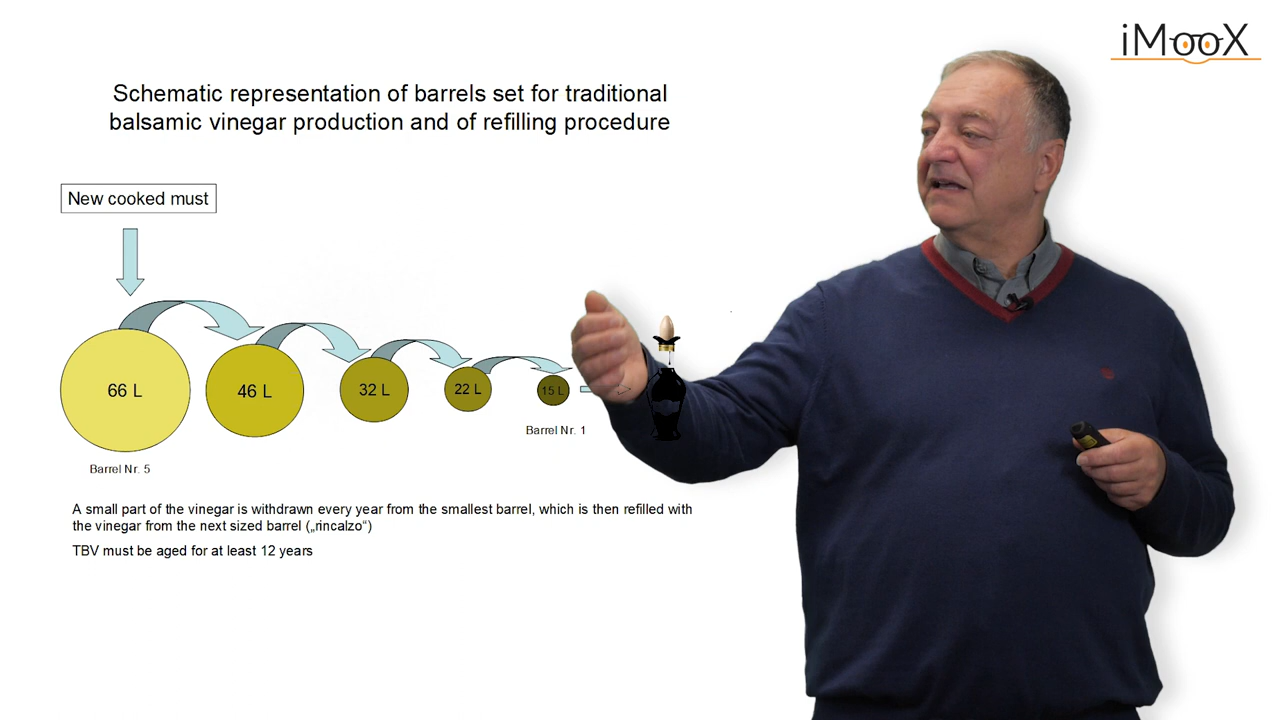 iMooX
Schematic representation of barrels set for traditional
balsamic vinegar production and of refilling procedure
New cooked must
66 L
46 L
32 L
22 L
15 L
Barrel Nr. 1
Barrel Nr. 5
A small part of the vinegar is withdrawn every year from the smallest barrel, which is then refilled with
the vinegar from the next sized barrel („rincalzo“)
TBV must be aged for at least 12 years